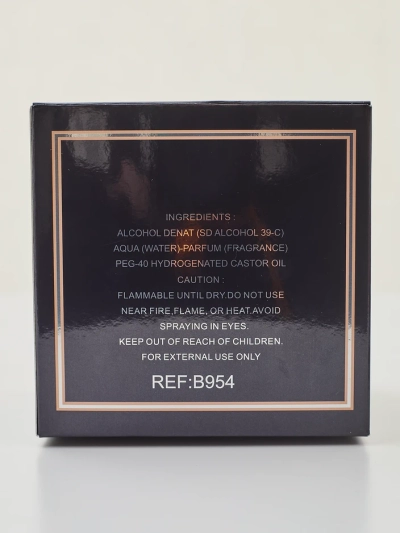 INGREDIENTS :
ALCOHOL DENAT (SD ALCOHOL 39-C)
AQUA (WATER)-PARFUM (FRAGRANCE)
PEG-40 HYDROGENATED CASTOR OIL
CAUTION :
FLAMMABLE UNTIL DRY.DO NOT USE
NEAR FIRE,FLAME, OR HEAT.AVOID
SPRAYING IN EYES.
KEEP OUT OF REACH OF CHILDREN.
FOR EXTERNAL USE ONLY
REF:B954